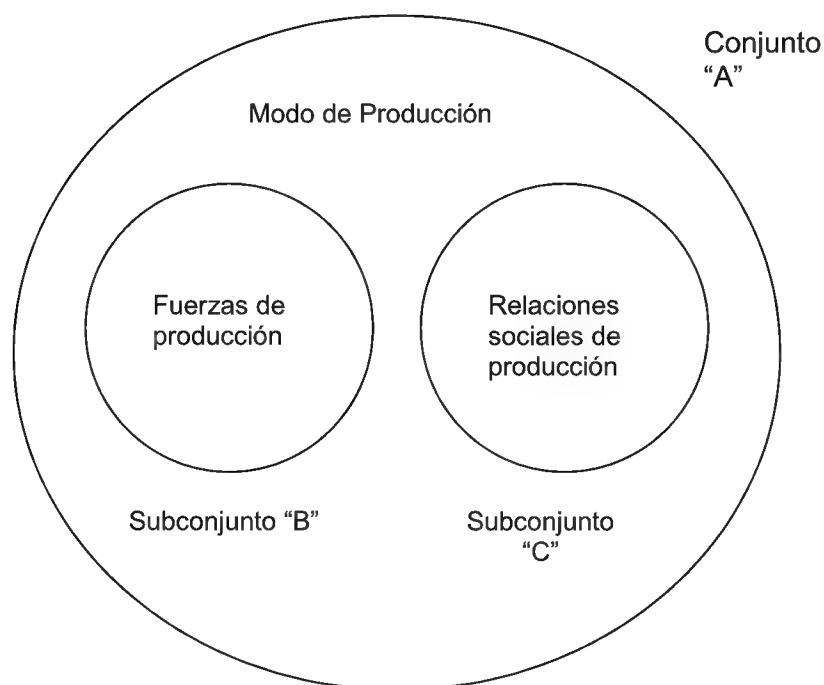 Conjunto
“A”
Modo de Producción
Fuerzas de
producción
Relaciones
sociales de
producción
Subconjunto “B”
Subconjunto
“C”